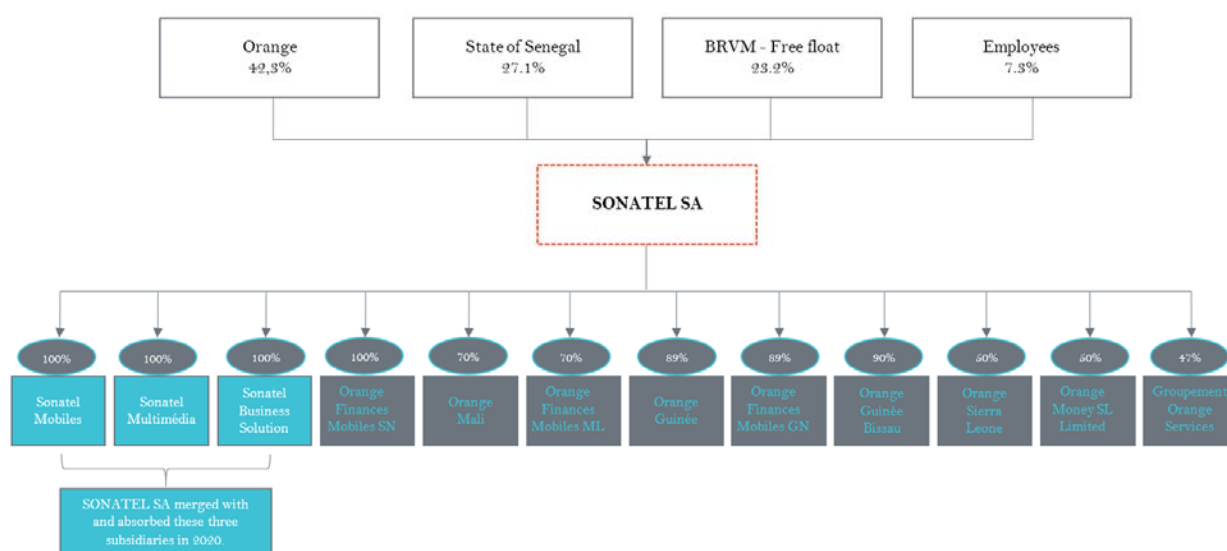 Orange
42,3%
State of Senegal
27.1%
BRVM - Free float
23.2%
Employees
7.3%
SONATEL SA
100%
100%
100%
100%
70%
70%
89%
89%
90%
50%
50%
47%
Sonatel
Mobiles
Sonatel
Multimédia
Sonatel
Business
Solution
Orange
Finances
Mobiles SN
Orange
Mali
Orange
Finances
Mobiles ML
Orange
Guinée
Orange
Finances
Mobiles GN
Orange
Guinée
Bissau
Orange
Sierra
Leone
Orange
Money SL
Limited
Groupement
Orange
Services
SONATEL SA merged with
and absorbed these three
subsidiaries in 2020.